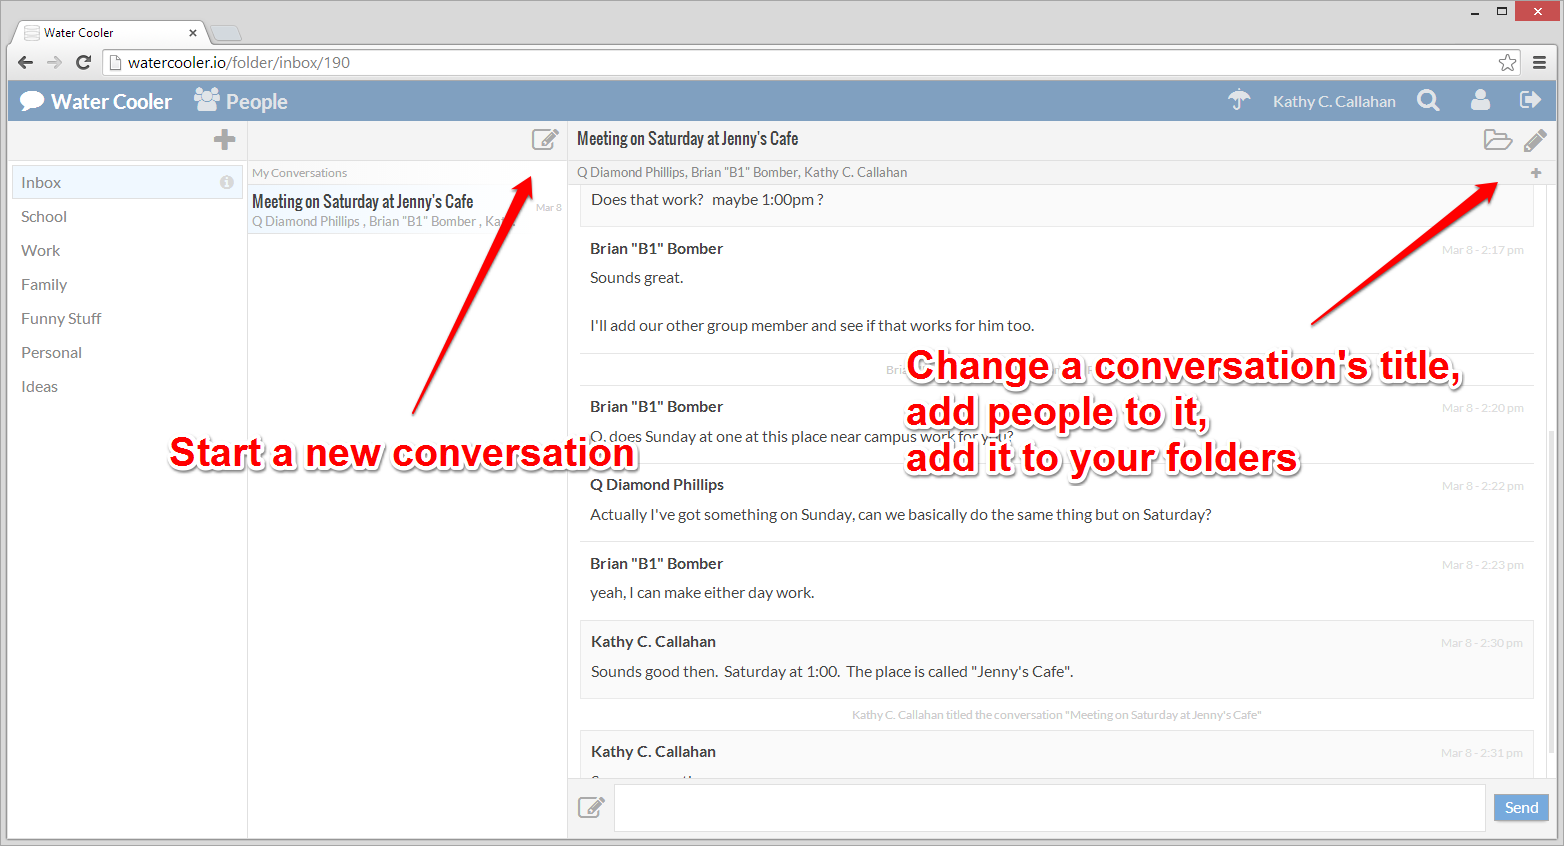 Water Cooler
watercooler.io/folder/inbox/190
Water Cooler People Kathy C. Callahan
Inbox
School
Work
Family
Funny Stuff
Personal
Ideas
My Conversations
Meeting on Saturday at Jenny's Cafe
Mar 8
Q Diamond Phillips , Brian "B1" Bomber ,
Start a new conversation
Meeting on Saturday at Jenny's Cafe
Q Diamond Phillips, Brian "B1" Bomber, Kathy C. Callahan
Does that work?  maybe 1:00pm ?
Brian "B1" Bomber Mar 8 - 2:17 pm
Sounds great.
I'll add our other group member and see if that works for him too.
Change a conversation's title,
add people to it,
add it to your folders
Brian "B1" Bomber Mar 8 - 2:20 pm
Q, does Sunday at one at this place near campus work for you?
Q Diamond Phillips Mar 8 - 2:22 pm
Actually I've got something on Sunday, can we basically do the same thing but on Saturday?
Brian "B1" Bomber Mar 8 - 2:23 pm
yeah, I can make either day work.
Kathy C. Callahan Mar 8 - 2:30 pm
Sounds good then.  Saturday at 1:00.  The place is called "Jenny's Cafe".
Kathy C. Callahan titled the conversation "Meeting on Saturday at Jenny's Cafe"
Kathy C. Callahan Mar 8 - 2:31 pm
Send